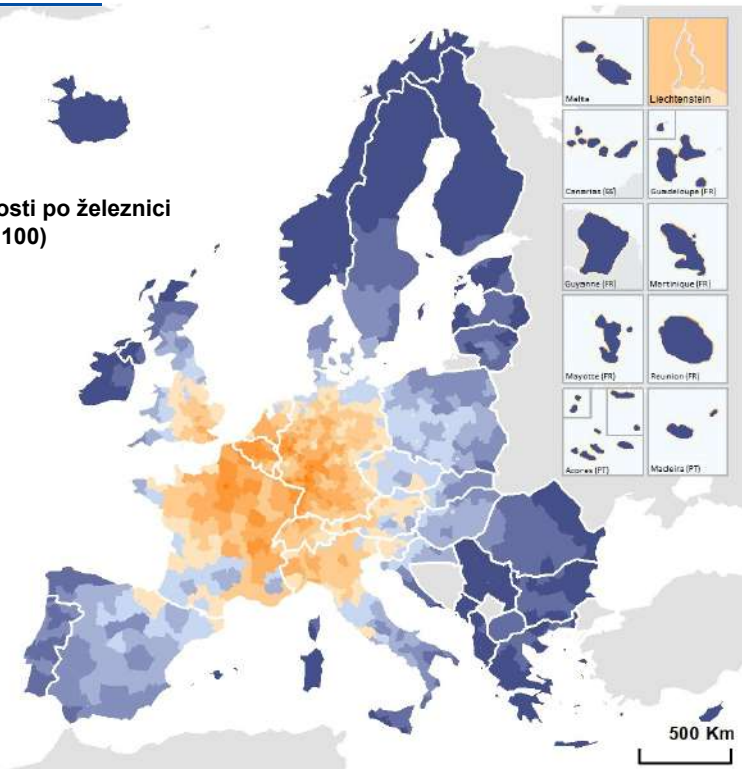 osti po železnici
100)
Malta
Liechtenstein
Canarias (ES)
Guadeloupe (FR)
Guyanne (FR)
Martinique (FR)
Mayotte (FR)
Reunion (FR)
Acores (PT)
Madeira (PT)
500 Km